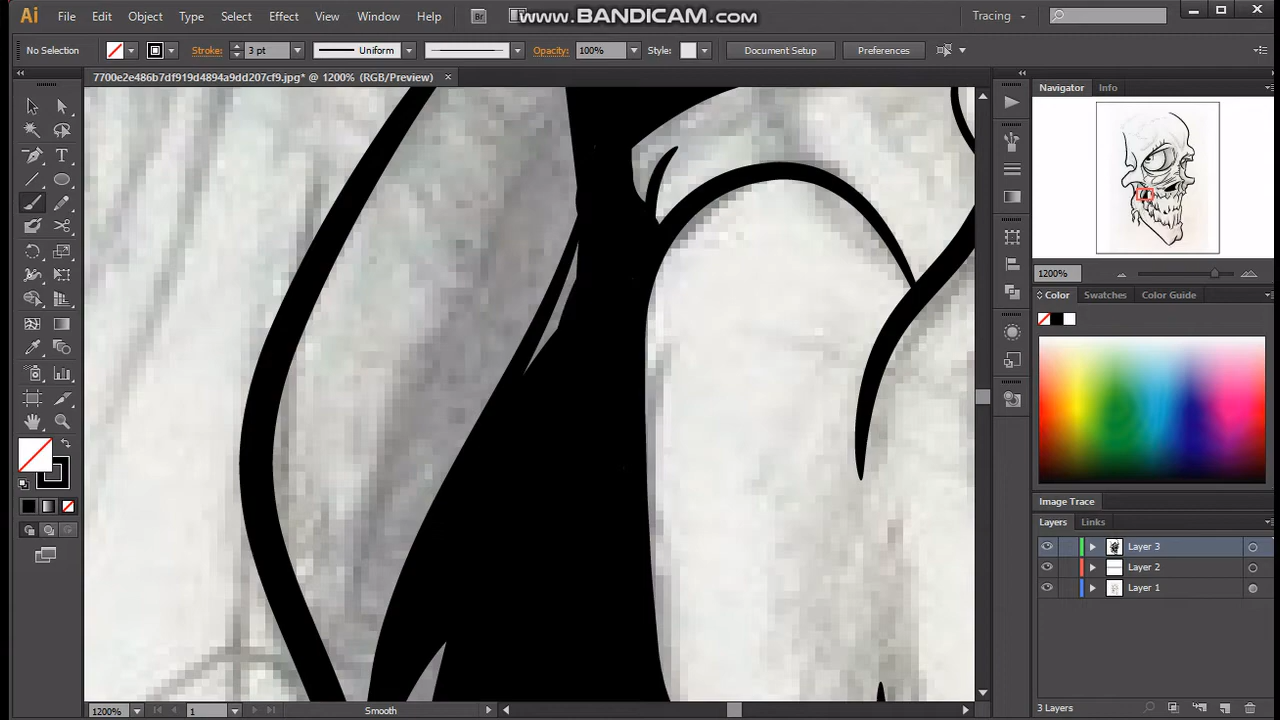 Ai File Edit Object Type Select Effect View Window Help Br www.BANDICAM.com Tracing
No Selection Stroke: 3 pt Uniform Opacity: 100% Style: Document Setup Preferences
7700e2e486b7df919d4894a9dd207cf9.jpg* @ 1200% (RGB/Preview) ×
Navigator Info
1200%
Color Swatches Color Guide
Image Trace
Layers Links
Layer 3
Layer 2
Layer 1
3 Layers
1200% 1 Smooth